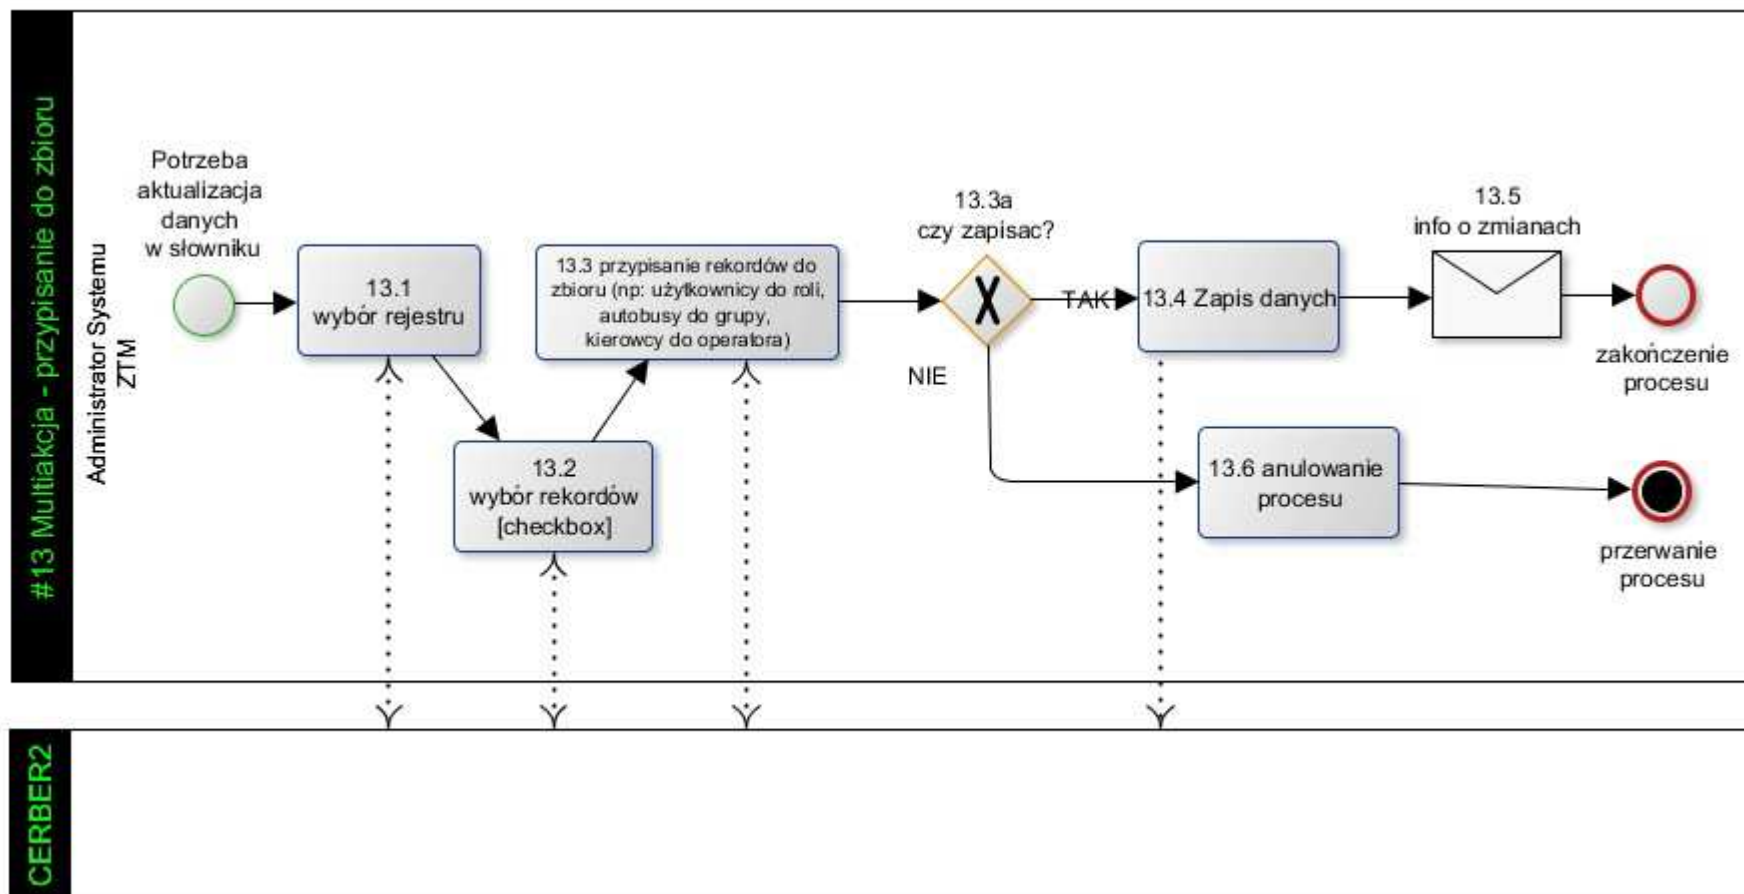 #13 Multiakcja - przypisanie do zbioru
Administrator Systemu
ZTM
Potrzeba
aktualizacja
danych
w słowniku
13.1
wybór rejestru
13.2
wybór rekordów
[checkbox]
13.3 przypisanie rekordów do
zbioru (np: użytkownicy do roli,
autobusy do grupy,
kierowcy do operatora)
13.3a
czy zapisac?
TAK
NIE
13.4 Zapis danych
13.5
info o zmianach
zakończenie
procesu
13.6 anulowanie
procesu
przerwanie
procesu
CERBER2